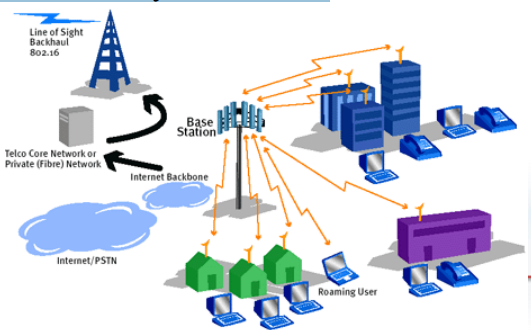 Line of Sight
Backhaul
802.16
Base
Station
Telco Core Network or
Private (Fibre) Network
Internet Backbone
Internet/PSTN
Roaming User